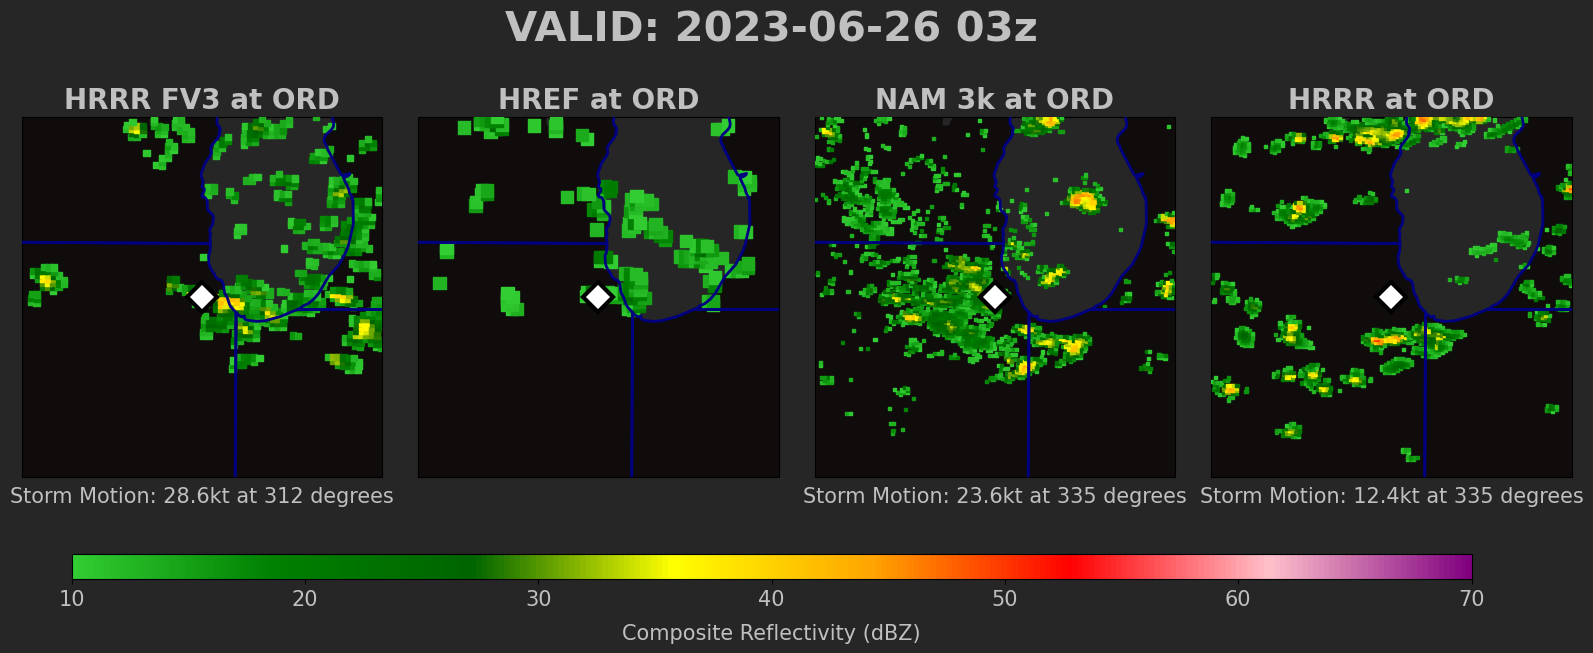 VALID: 2023-06-26 03z
HRRR FV3 at ORD
HREF at ORD
NAM 3k at ORD
HRRR at ORD
Storm Motion: 28.6kt at 312 degrees
Storm Motion: 23.6kt at 335 degrees
Storm Motion: 12.4kt at 335 degrees
10 20 30 40 50 60 70
Composite Reflectivity (dBZ)